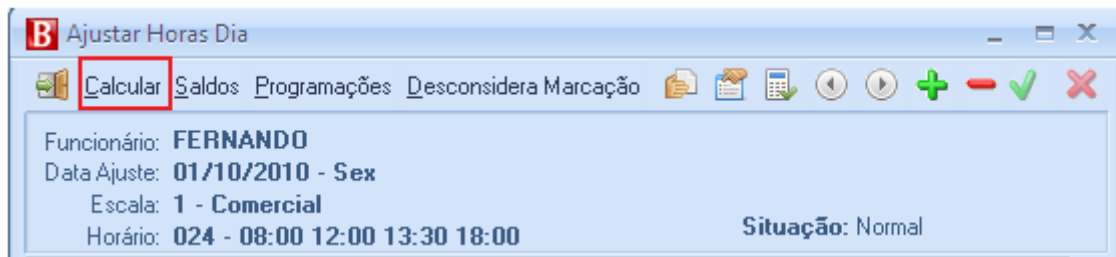 B Ajustar Horas Dia
Calcular Saldos Programações Desconsidera Marcação
Funcionário: FERNANDO
Data Ajuste: 01/10/2010 - Sex
Escala: 1 - Comercial
Horário: 024 - 08:00 12:00 13:30 18:00 Situação: Normal